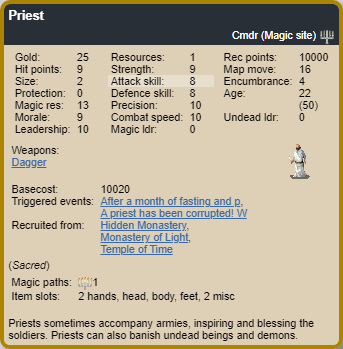 Priest
Cmdr (Magic site)
Gold: 25 Resources: 1 Rec points: 10000
Hit points: 9 Strength: 9 Map move: 16
Size: 2 Attack skill: 8 Encumbrance: 4
Protection: 0 Defence skill: 8 Age: 22
Magic res: 13 Precision: 10 (50)
Morale: 9 Combat speed: 10 Undead ldr: 0
Leadership: 10 Magic ldr: 0
Weapons:
Dagger
Basecost: 10020
Triggered events: After a month of fasting and p,
A priest has been corrupted! W
Recruited from: Hidden Monastery,
Monastery of Light,
Temple of Time
(Sacred)
Magic paths: 1
Item slots: 2 hands, head, body, feet, 2 misc
Priests sometimes accompany armies, inspiring and blessing the
soldiers. Priests can also banish undead beings and demons.